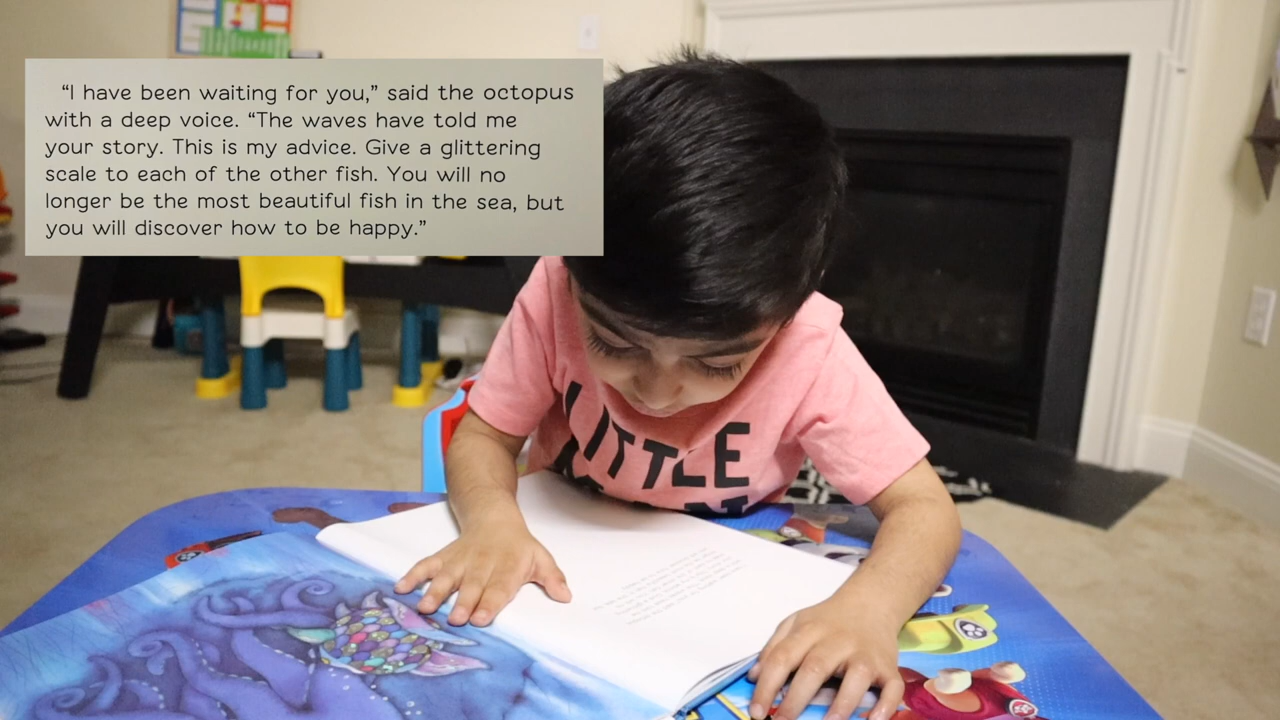 “I have been waiting for you,” said the octopus
with a deep voice. “The waves have told me
your story. This is my advice. Give a glittering
scale to each of the other fish. You will no
longer be the most beautiful fish in the sea, but
you will discover how to be happy.”
LITTLE